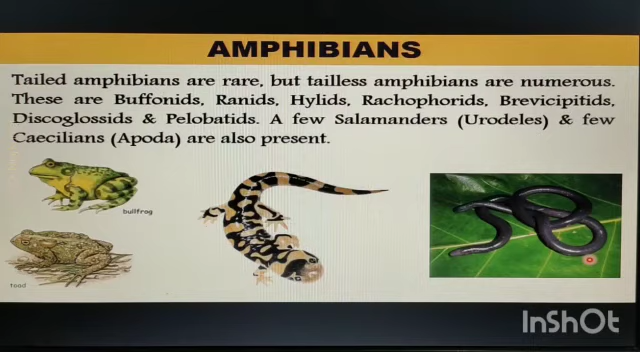 AMPHIBIANS
Tailed amphibians are rare, but tailless amphibians are numerous.
These are Buffonids, Ranids, Hylids, Rachophorids, Brevicipitids,
Discoglossids & Pelobatids. A few Salamanders (Urodeles) & few
Caecilians (Apoda) are also present.
bullfrog
toad
InShOt